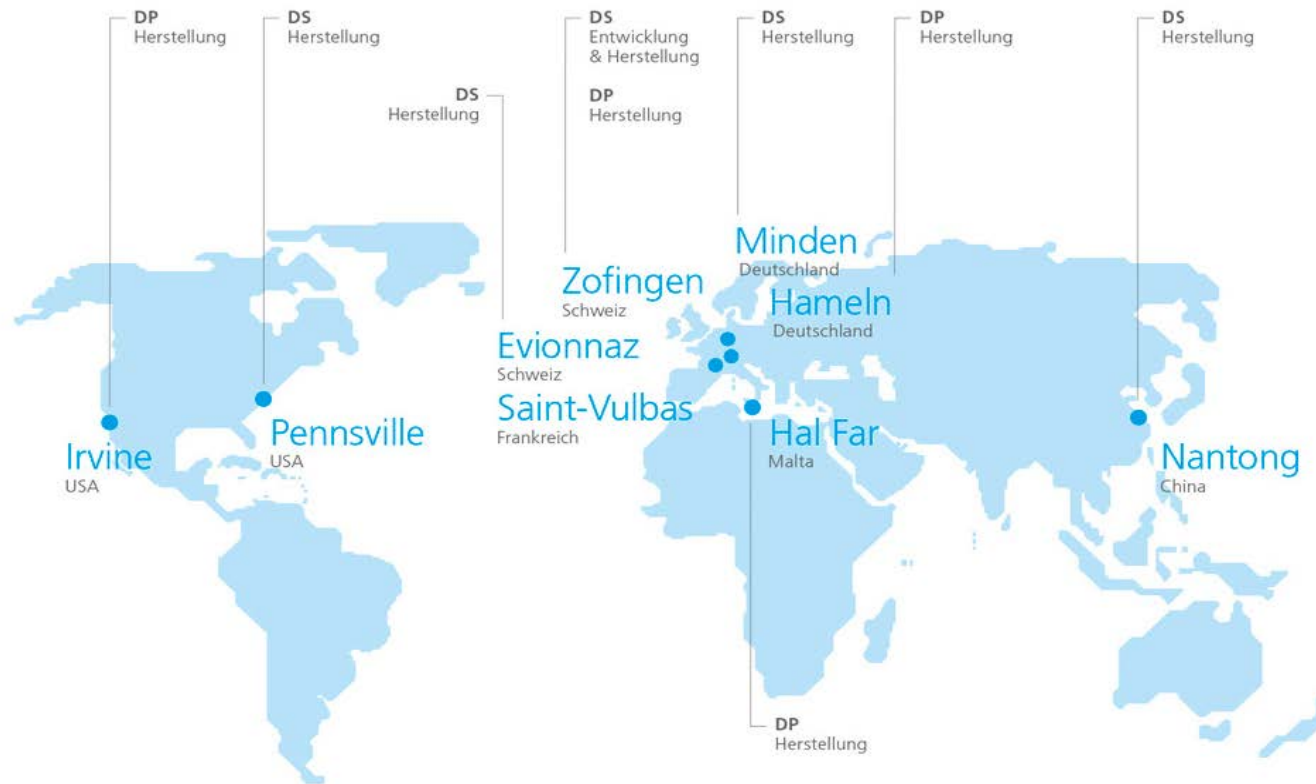 DP
Herstellung
DS
Herstellung
DS
Entwicklung
& Herstellung
DP
Herstellung
DS
Herstellung
DP
Herstellung
DS
Herstellung
DS
Herstellung
Minden
Deutschland
Zofingen
Schweiz
Hameln
Deutschland
Evionnaz
Schweiz
Saint-Vulbas
Frankreich
Hal Far
Malta
Irvine
USA
Pennsville
USA
Nantong
China
DP
Herstellung